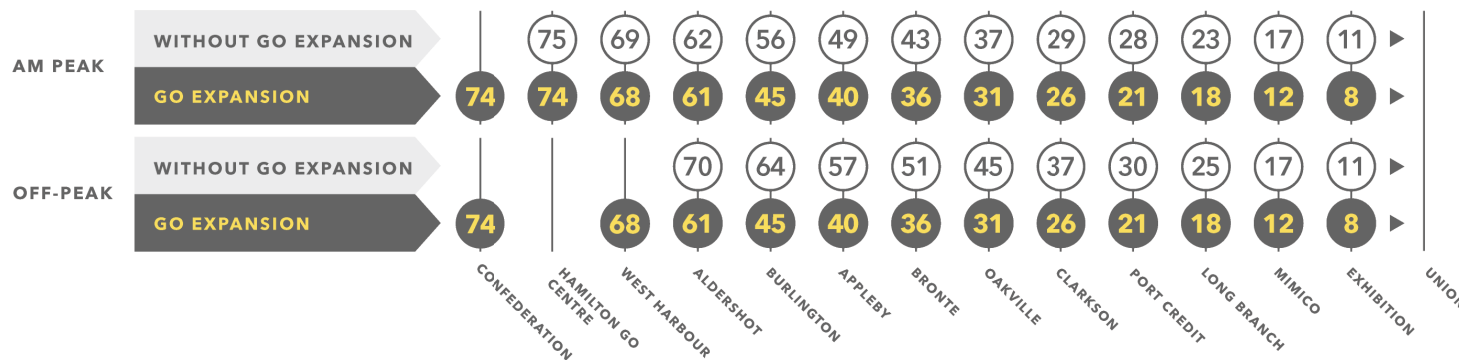 AM PEAK
WITHOUT GO EXPANSION 75 69 62 56 49 43 37 29 28 23 17 11
GO EXPANSION 74 74 68 61 45 40 36 31 26 21 18 12 8
OFF-PEAK
WITHOUT GO EXPANSION 70 64 57 51 45 37 30 25 17 11
GO EXPANSION 74 68 61 45 40 36 31 26 21 18 12 8
CONFEDERATION
HAMILTON GO
CENTRE
WEST HARBOUR
ALDERSHOT
BURLINGTON
APPLEBY
BRONTE
OAKVILLE
CLARKSON
PORT CREDIT
LONG BRANCH
MIMICO
EXHIBITION
UNION